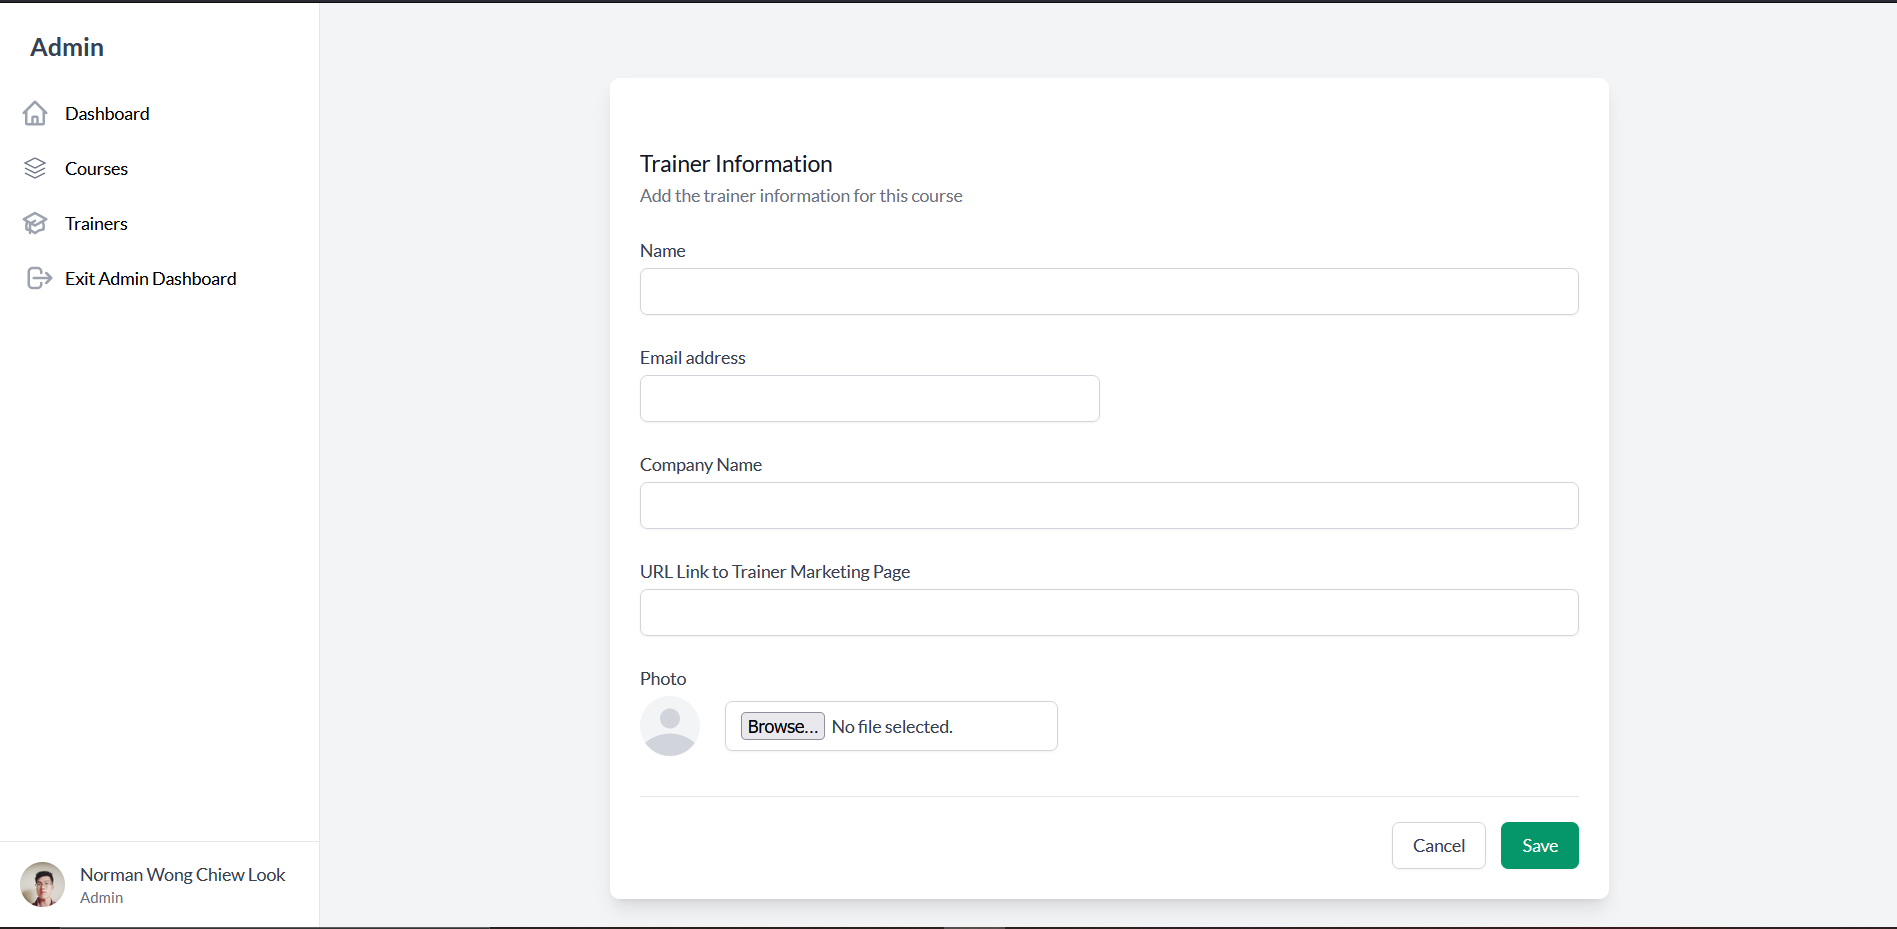 Admin
Dashboard
Courses
Trainers
Exit Admin Dashboard
Norman Wong Chiew Look
Admin
Trainer Information
Add the trainer information for this course
Name
Email address
Company Name
URL Link to Trainer Marketing Page
Photo
Browse... No file selected.
Cancel Save